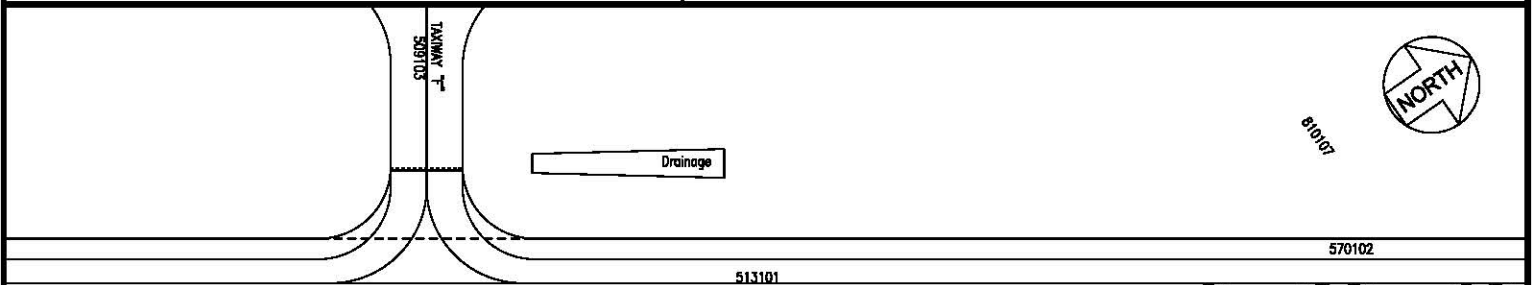 TAXIWAY "F"
509103
NORTH
810107
Drainage
570102
513101